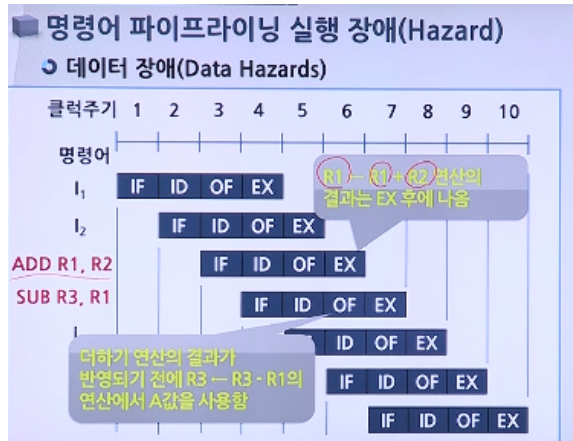 명령어 파이프라이닝 실행 장애(Hazard)
데이터 장애(Data Hazards)
클럭주기 1 2 3 4 5 6 7 8 9 10
명령어
I1 IF ID OF EX
R1 ← R1 + R2 연산의
결과는 EX 후에 나옴
I2 IF ID OF EX
ADD R1, R2 IF ID OF EX
SUB R3, R1 IF ID OF EX
I ID OF EX
더하기 연산의 결과가
반영되기 전에 R3 ← R3 - R1의
연산에서 A값을 사용함
IF ID OF EX
IF ID OF EX